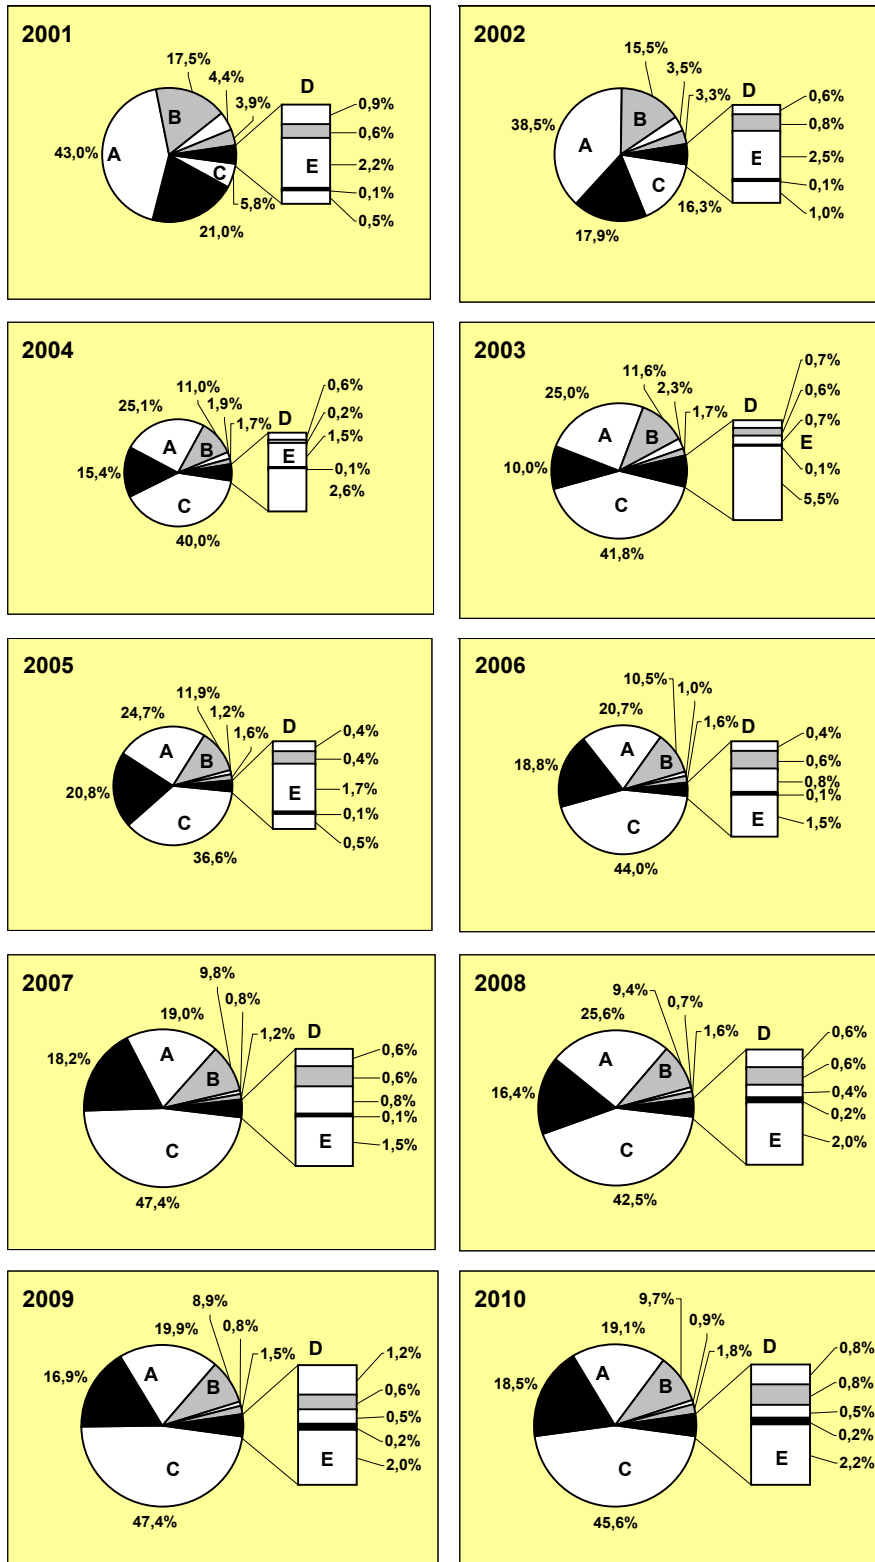 2001
17,5%
4,4%
3,9%
D
0,9%
0,6%
2,2%
0,1%
0,5%
A
B
C
E
43,0%
5,8%
21,0%
2002
15,5%
3,5%
3,3%
D
0,6%
0,8%
2,5%
0,1%
1,0%
38,5%
A
B
C
E
16,3%
17,9%
2004
11,0%
25,1%
1,9%
1,7%
D
0,6%
0,2%
1,5%
0,1%
2,6%
A
B
C
E
15,4%
40,0%
2003
11,6%
25,0%
2,3%
1,7%
D
0,7%
0,6%
0,7%
E
0,1%
5,5%
A
B
C
10,0%
41,8%
2005
11,9%
24,7%
1,2%
1,6%
D
0,4%
0,4%
1,7%
0,1%
0,5%
A
B
C
E
20,8%
36,6%
2006
10,5%
1,0%
20,7%
1,6%
D
0,4%
0,6%
0,8%
0,1%
1,5%
A
B
C
E
18,8%
44,0%
2007
9,8%
0,8%
19,0%
1,2%
D
0,6%
0,6%
0,8%
0,1%
1,5%
18,2%
A
B
C
E
47,4%
2008
9,4%
0,7%
25,6%
1,6%
D
0,6%
0,6%
0,4%
0,2%
2,0%
16,4%
A
B
C
E
42,5%
2009
8,9%
0,8%
19,9%
1,5%
D
1,2%
0,6%
0,5%
0,2%
2,0%
16,9%
A
B
C
E
47,4%
2010
9,7%
0,9%
19,1%
1,8%
D
0,8%
0,8%
0,5%
0,2%
2,2%
18,5%
A
B
C
E
45,6%